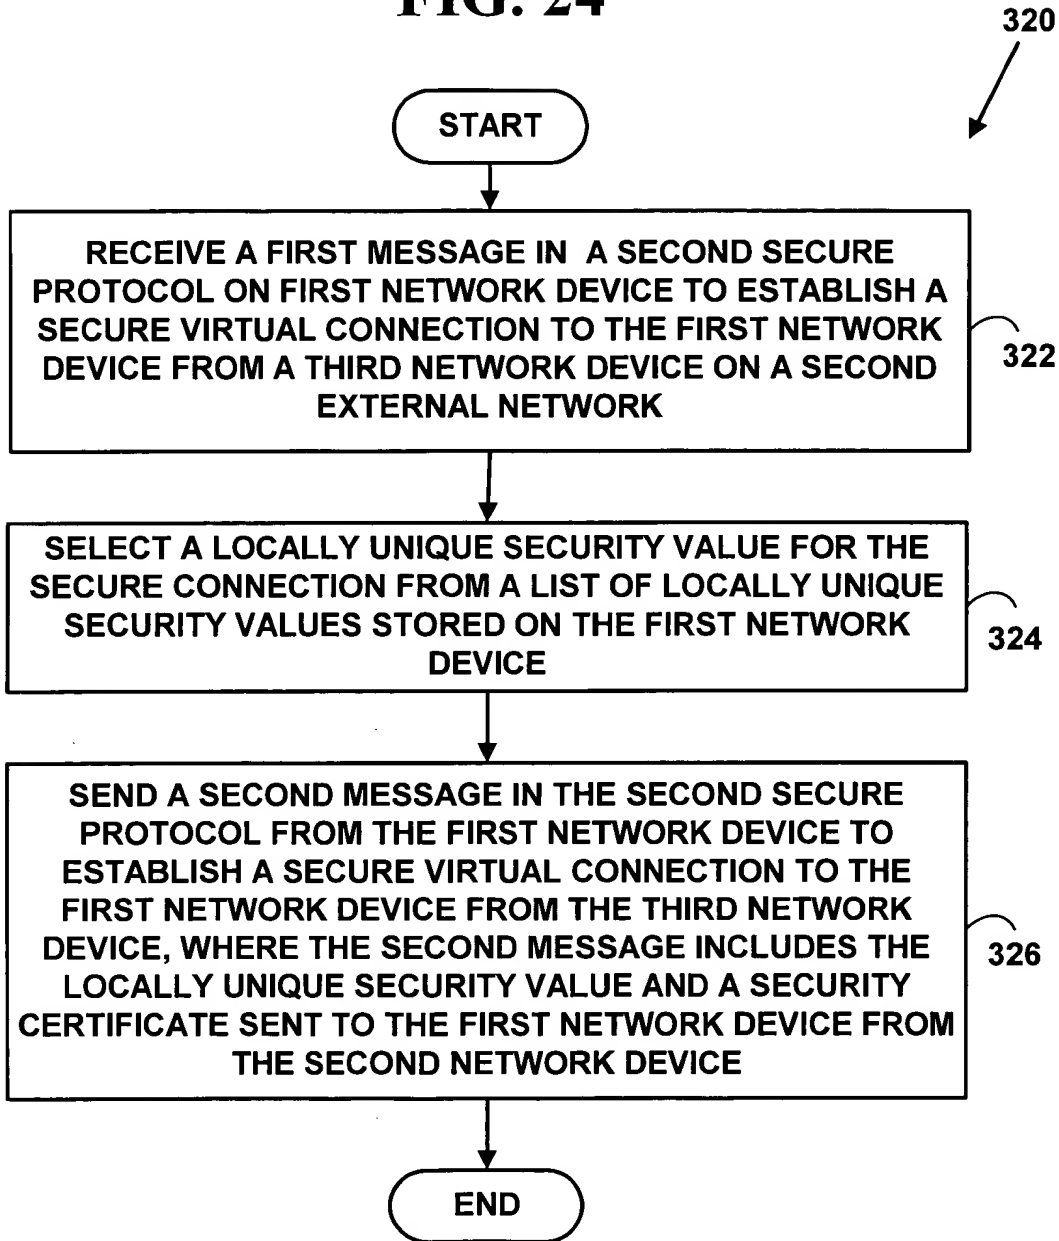 FIG. 24
320
START
RECEIVE A FIRST MESSAGE IN A SECOND SECURE
PROTOCOL ON FIRST NETWORK DEVICE TO ESTABLISH A
SECURE VIRTUAL CONNECTION TO THE FIRST NETWORK
DEVICE FROM A THIRD NETWORK DEVICE ON A SECOND
EXTERNAL NETWORK
322
SELECT A LOCALLY UNIQUE SECURITY VALUE FOR THE
SECURE CONNECTION FROM A LIST OF LOCALLY UNIQUE
SECURITY VALUES STORED ON THE FIRST NETWORK
DEVICE
324
SEND A SECOND MESSAGE IN THE SECOND SECURE
PROTOCOL FROM THE FIRST NETWORK DEVICE TO
ESTABLISH A SECURE VIRTUAL CONNECTION TO THE
FIRST NETWORK DEVICE FROM THE THIRD NETWORK
DEVICE, WHERE THE SECOND MESSAGE INCLUDES THE
LOCALLY UNIQUE SECURITY VALUE AND A SECURITY
CERTIFICATE SENT TO THE FIRST NETWORK DEVICE FROM
THE SECOND NETWORK DEVICE
326
END